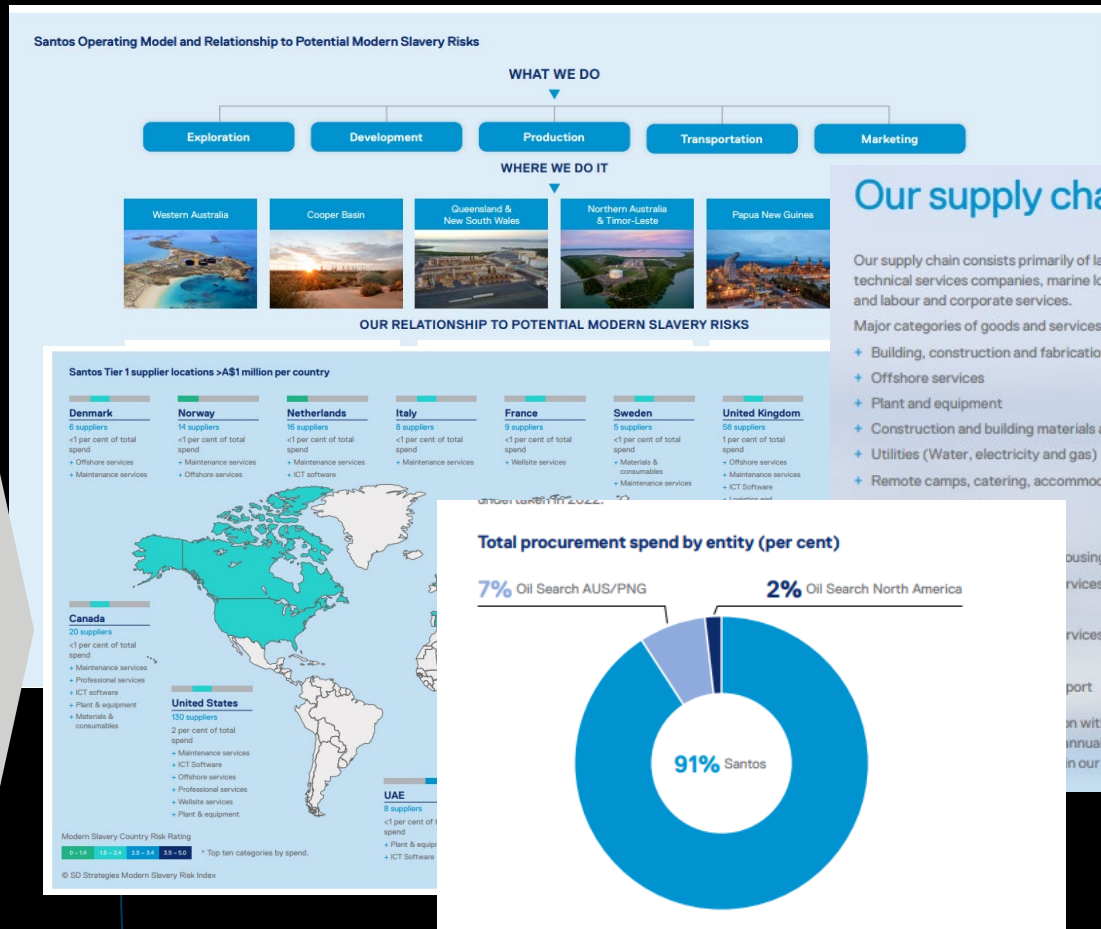 Santos Operating Model and Relationship to Potential Modern Slavery Risks
WHAT WE DO
Exploration
Development
Production
Transportation
Marketing
WHERE WE DO IT
Western Australia
Cooper Basin
Queensland &
New South Wales
Northern Australia
& Timor-Leste
Papua New Guinea
OUR RELATIONSHIP TO POTENTIAL MODERN SLAVERY RISKS
Our supply
Our supply chain consists primarily of
technical services companies, marine
and labour and corporate services.
Major categories of goods and services
+ Building, construction and
+ Offshore services
+ Plant and equipment
+ Construction and building materials
+ Utilities (Water, electricity and gas)
+ Remote camps, catering,
in our
Santos Tier 1 supplier locations >A$1 million per country
Denmark
6 suppliers
<1 per cent of total
spend
+ Offshore services
+ Maintenance services
Norway
14 suppliers
<1 per cent of total
spend
+ Maintenance services
+ Offshore services
Netherlands
16 suppliers
<1 per cent of total
spend
+ Maintenance services
+ ICT software
Italy
8 suppliers
<1 per cent of total
spend
+ Maintenance services
France
9 suppliers
<1 per cent of total
spend
+ Wellsite services
Sweden
5 suppliers
<1 per cent of total
spend
+ Materials &
consumables
+ Maintenance services
United Kingdom
58 suppliers
1 per cent of total
spend
+ Offshore services
+ Maintenance services
+ ICT Software
+ Logistics and
Canada
20 suppliers
<1 per cent of total
spend
+ Maintenance services
+ Professional services
+ ICT software
+ Plant & equipment
+ Materials &
consumables
United States
130 suppliers
2 per cent of total
spend
+ Maintenance services
+ ICT Software
+ Offshore services
+ Professional services
+ Wellsite services
+ Plant & equipment
UAE
8 suppliers
<1 per cent of
spend
+ Plant &
+ ICT Software
Modern Slavery Country Risk Rating
0 – 1.4 1.5 – 2.4 2.5 – 3.4 3.5 – 5.0 * Top ten categories by spend.
© SD Strategies Modern Slavery Risk Index
undertaken in 2022.
Total procurement spend by entity (per cent)
7% Oil Search AUS/PNG
2% Oil Search North America
91% Santos